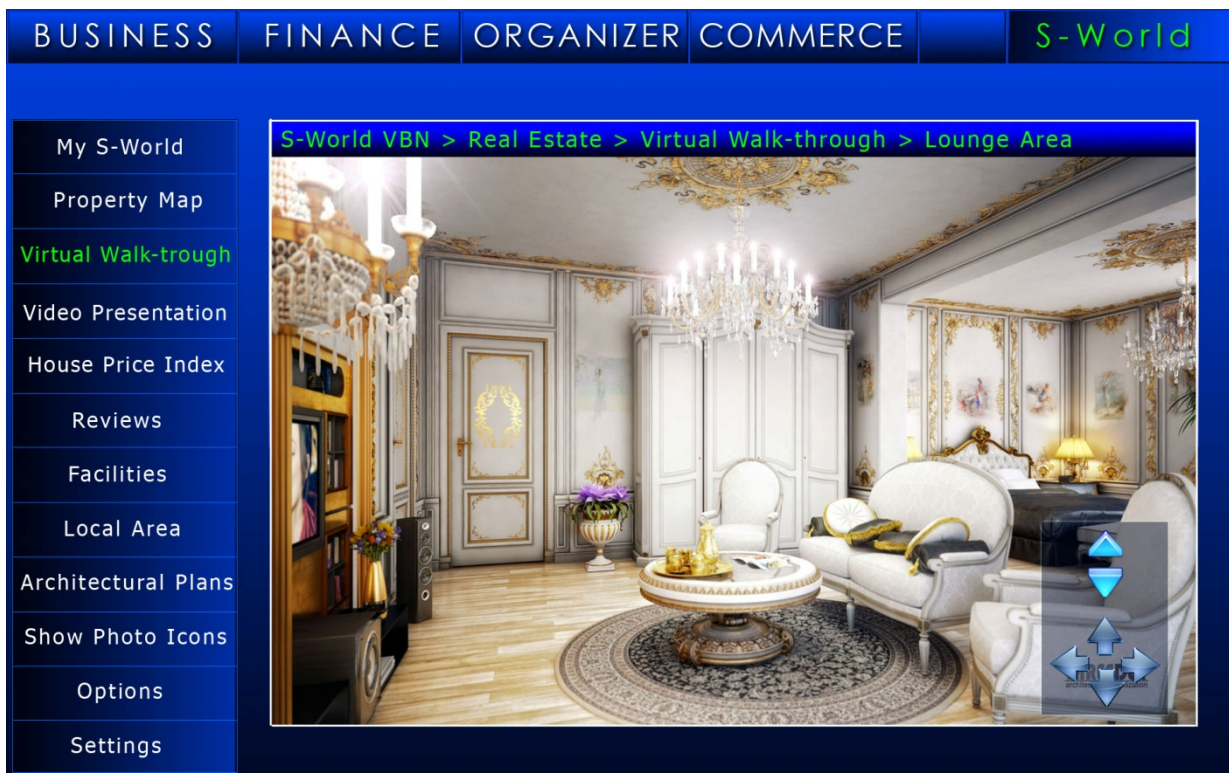 BUSINESS FINANCE ORGANIZER COMMERCE S-World
S-World VBN > Real Estate > Virtual Walk-through > Lounge Area
My S-World
Property Map
Virtual Walk-trough
Video Presentation
House Price Index
Reviews
Facilities
Local Area
Architectural Plans
Show Photo Icons
Options
Settings